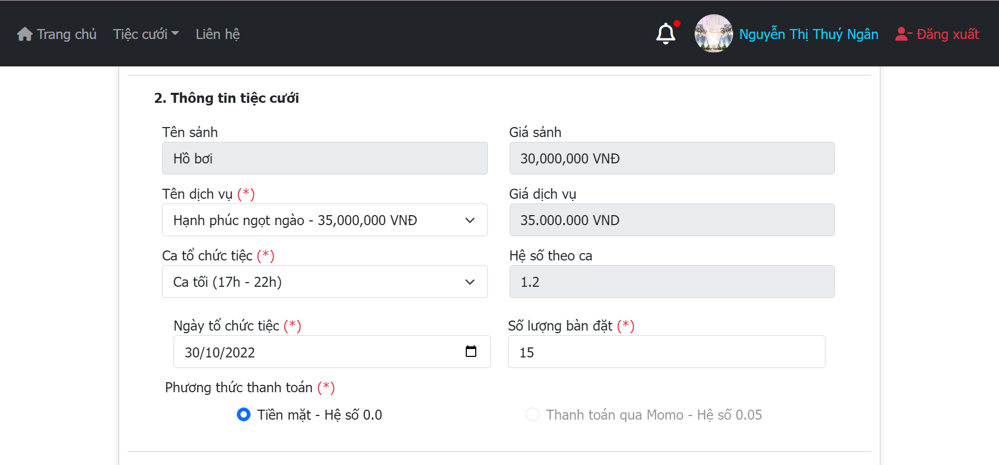 Trang chủ Tiệc cưới Liên hệ Nguyễn Thị Thuý Ngân Đăng xuất
2. Thông tin tiệc cưới
Tên sảnh Giá sảnh
Hồ bơi 30,000,000 VNĐ
Tên dịch vụ (*) Giá dịch vụ
Hạnh phúc ngọt ngào - 35,000,000 VNĐ 35.000.000 VND
Ca tổ chức tiệc (*) Hệ số theo ca
Ca tối (17h - 22h) 1.2
Ngày tổ chức tiệc (*) Số lượng bàn đặt (*)
30/10/2022 15
Phương thức thanh toán (*)
Tiền mặt - Hệ số 0.0 Thanh toán qua Momo - Hệ số 0.05